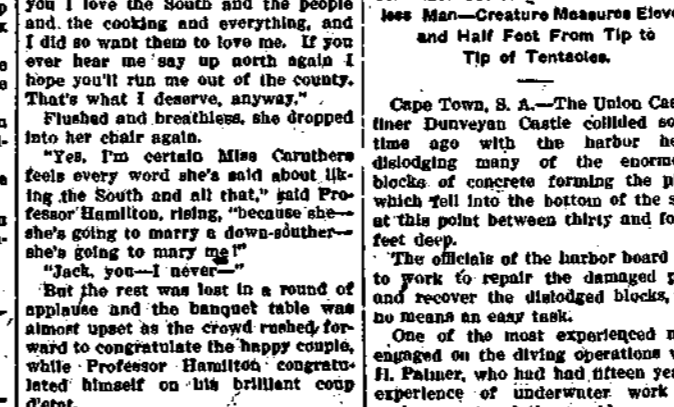 you I love the South and the people
and the cooking and everything, and
I did so want them to love me. If you
ever hear me say up north again I
hope you'll run me out of the county.
That's what I deserve, anyway."
Flushed and breathless, she dropped
into her chair again.
"Yes, I'm certain Miss Caruthers
feels every word she's said about lik-
ing the South and all that," said Pro-
fessor Hamilton, rising, "because she—
she's going to marry a down-souther—
she's going to mary me!"
"Jack, you—I never—"
But the rest was lost in a round of
applause and the banquet table was
almost upset as the crowd rushed for-
ward to congratulate the happy couple,
while Professor Hamilton congratu-
lated himself on his brilliant coup
d'etat.
less Man—Creature Measures Eleve
and Half Feet From Tip to
Tip of Tentacles.
Cape Town, S. A.—The Union Cas
liner Dunveyan Castle collided so
time ago with the harbor he
dislodging many of the enorm
blocks of concrete forming the p
which fell into the bottom of the s
at this point between thirty and fo
feet deep.
The officials of the harbor board
to work to repair the damaged p
and recover the dislodged blocks,
no means an easy task.
One of the most experienced m
engaged on the diving operations w
H. Palmer, who had had fifteen yea
experience of underwater work